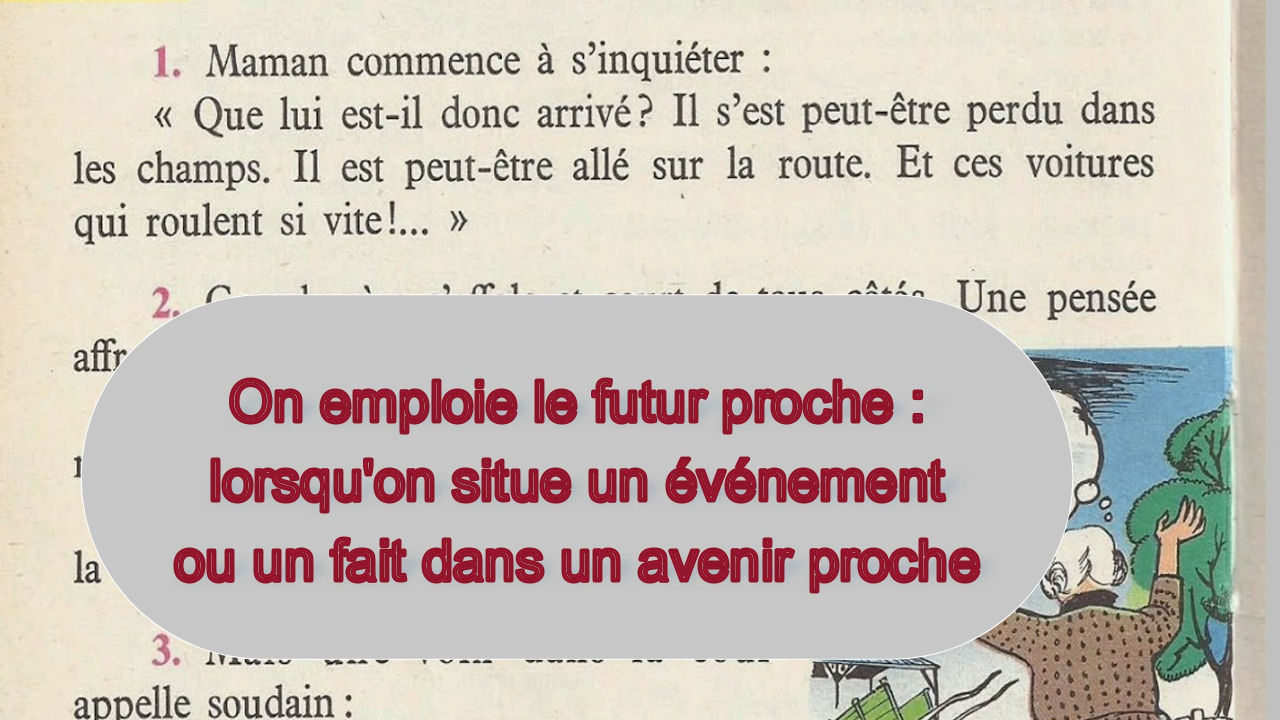 1. Maman commence à s'inquiéter :
« Que lui est-il donc arrivé? Il s'est peut-être perdu dans
les champs. Il est peut-être allé sur la route. Et ces voitures
qui roulent si vite!... »
2. Une pensée
On emploie le futur proche :
lorsqu'on situe un événement
ou un fait dans un avenir proche
la
3.
appelle soudain :